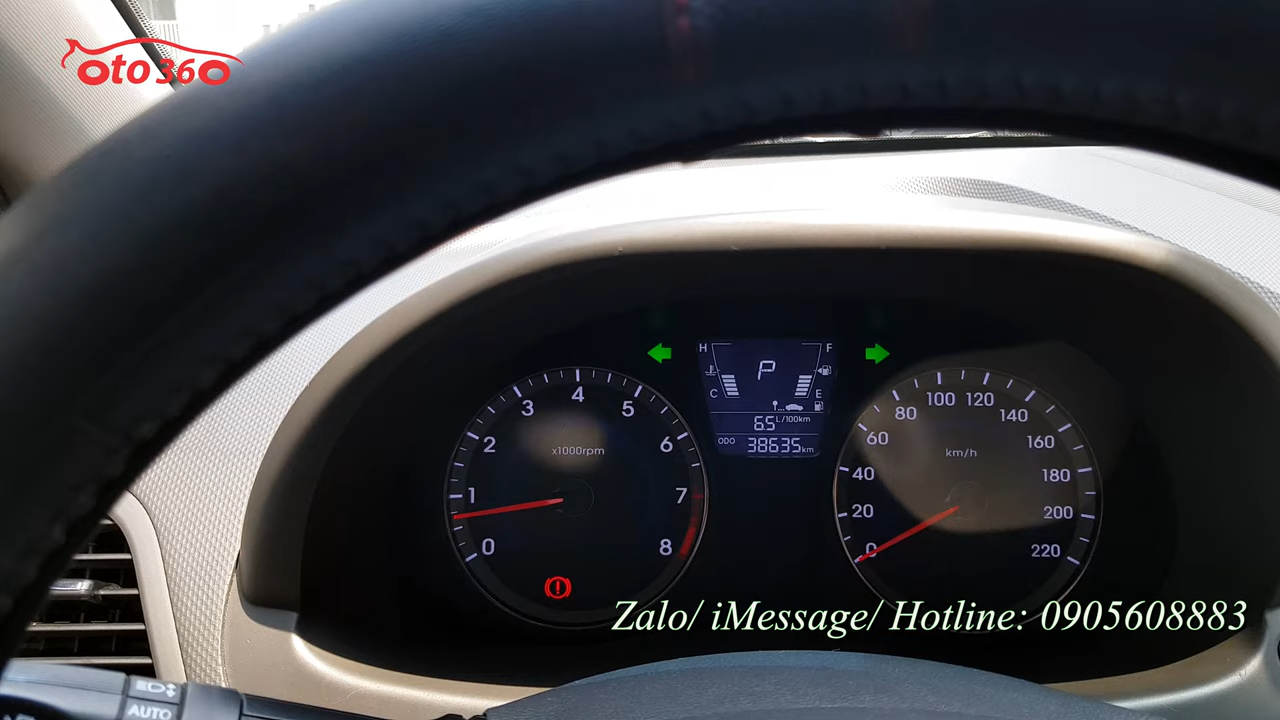 oto360
H F
P
C E
6.5 L/100km
ODO 38635 km
0 1 2 3 4 5 6 7 8
x1000rpm
0 20 40 60 80 100 120 140 160 180 200 220
km/h
Zalo/ iMessage/ Hotline: 0905608883
AUTO